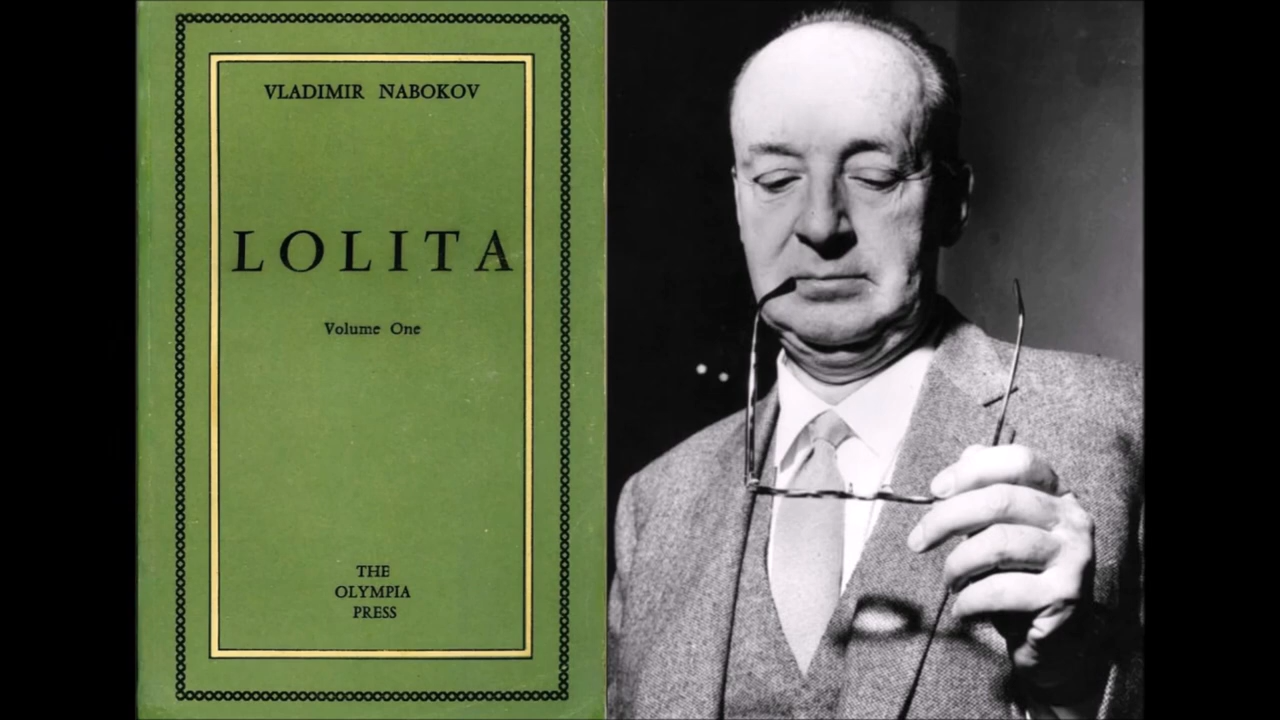 VLADIMIR NABOKOV
LOLITA
Volume One
THE
OLYMPIA
PRESS